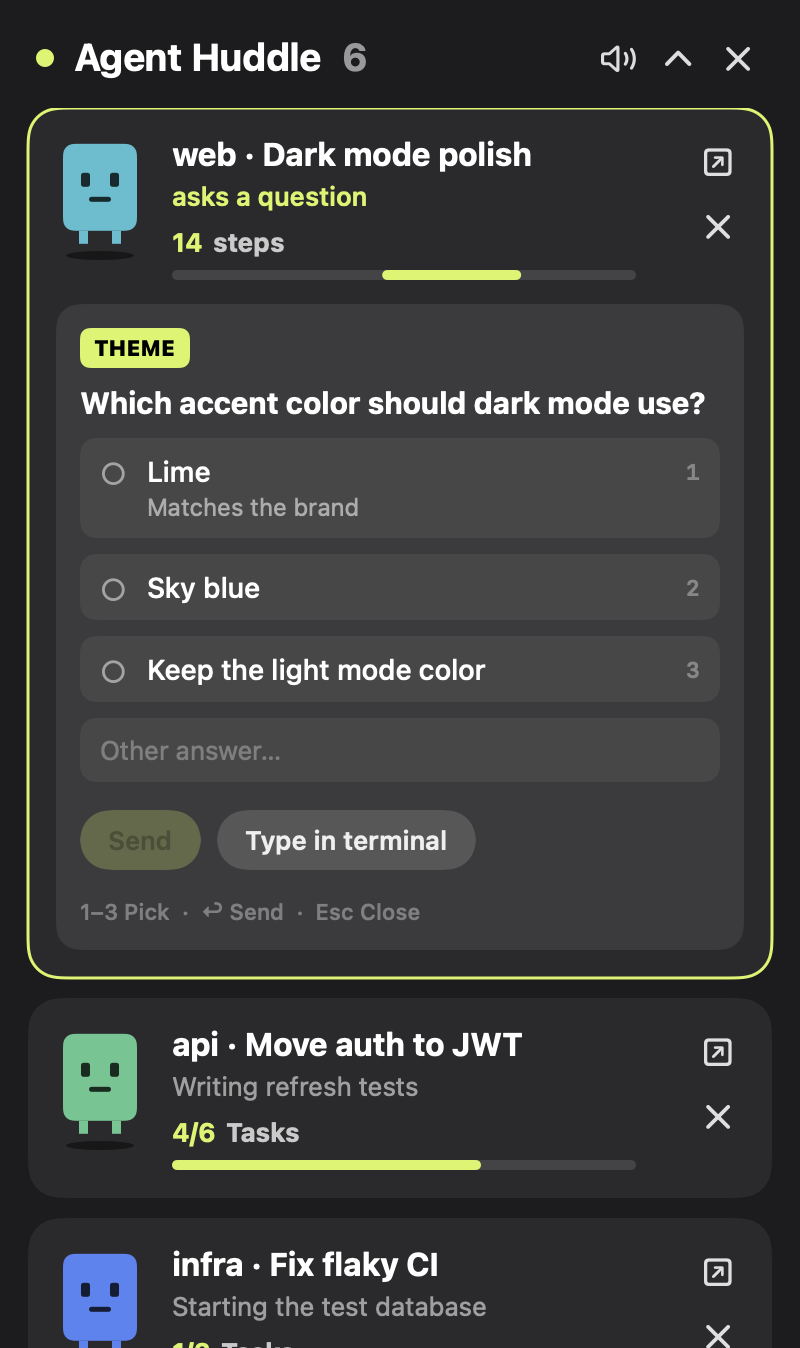 Agent Huddle 6
web · Dark mode polish
asks a question
14 steps
THEME
Which accent color should dark mode use?
Lime 1
Matches the brand
Sky blue 2
Keep the light mode color 3
Other answer...
Send Type in terminal
1–3 Pick · ↩ Send · Esc Close
api · Move auth to JWT
Writing refresh tests
4/6 Tasks
infra · Fix flaky CI
Starting the test database
Tasks